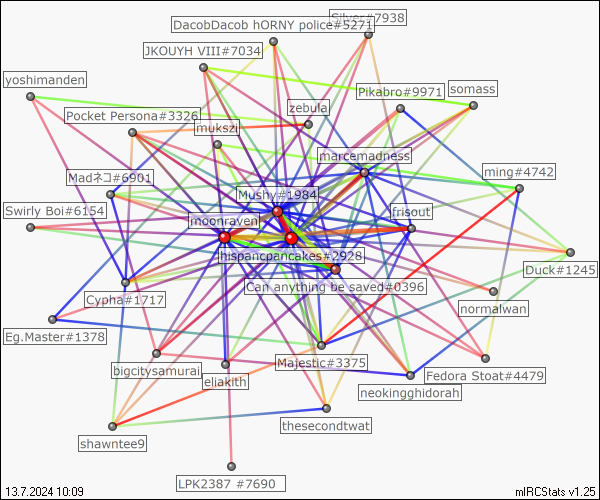 Silver#7938
DacobDacob hORNY police#5271
JKOUYH VIII#7034
yoshimanden
Pikabro#9971
somass
zebula
Pocket Persona#3326
mukszi
marcemadness
ming#4742
Madネコ#6901
Mushy#1984
Swirly Boi#6154
moonraven
frisout
hispancpancakes#2928
Duck#1245
Can anything be saved#0396
Cypha#1717
normalwan
Eg.Master#1378
Majestic#3375
bigcitysamurai
Fedora Stoat#4479
eliakith
neokingghidorah
thesecondtwat
shawntee9
LPK2387 #7690
13.7.2024 10:09
mIRCStats v1.25